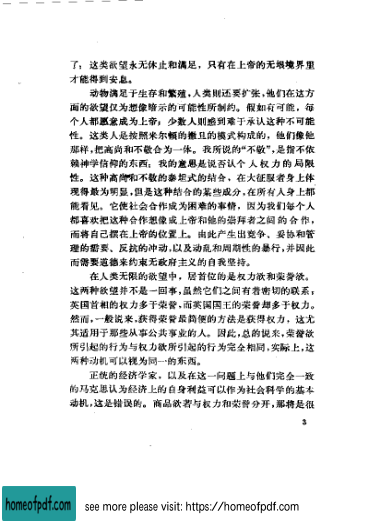 了；这类欲望永无休止和满足，只有在上帝的无垠境界里
才能得到安息。
动物满足于生存和繁殖，人类则还要扩张，他们在这方
面的欲望仅为想像暗示的可能性所制约。假如有可能，每
个人都愿意成为上帝；少数人则感到难于承认这种不可能
性。这类人是按照米尔顿的撒旦的模式构成的，他们像他
那样，把高尚和不敬合为一体。我所说的“不敬”，是指不依
赖神学信仰的东西；我的意思是说否认个人权力的局限
性。这种高尚和不敬的泰坦式的结合，在大征服者身上体
现得最为明显，但是这种结合的某些成分，在所有人身上都
能看见。它使社会合作成为困难的事情，因为我们每个人
都喜欢把这种合作想像成上帝和他的崇拜者之间的合作，
而将自己摆在上帝的位置上。由此产生出竞争、妥协和管
理的需要、反抗的冲动，以及动乱和周期性的暴行，并因此
而需要道德来约束无政府主义的自我坚持。
在人类无限的欲望中，居首位的是权力欲和荣誉欲。
这两种欲望并不是一回事，虽然它们之间有着密切的联系；
英国首相的权力多于荣誉，而英国国王的荣誉却多于权力。
然而，一般说来，获得荣誉最简便的方法是获得权力，这尤
其适用于那些从事公共事业的人。因此，总的说来，荣誉欲
所引起的行为与权力欲所引起的行为完全相同，实际上，这
两种动机可以视为同一的东西。
正统的经济学家，以及在这一问题上与他们完全一致
的马克思认为经济上的自身利益可以作为社会科学的基本
动机，这是错误的。商品欲若与权力和荣誉分开，那将是很
3
homeofpdf.com
see more please visit: https://homeofpdf.com